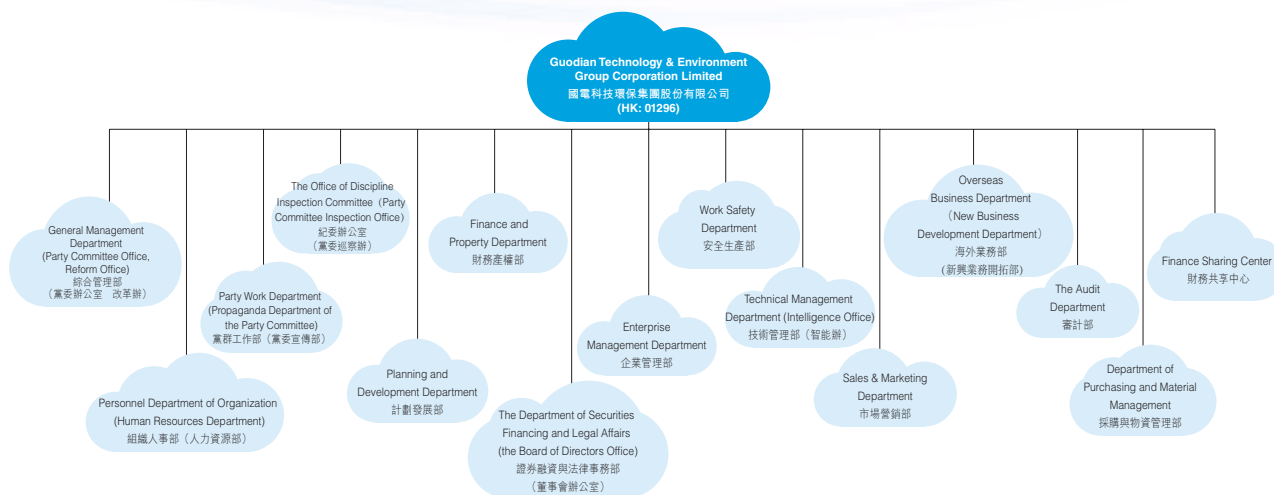 Guodian Technology & Environment
Group Corporation Limited
國電科技環保集團股份有限公司
(HK: 01296)
General Management
Department
(Party Committee Office,
Reform Office)
綜合管理部
（黨委辦公室　改革辦）
Personnel Department of Organization
(Human Resources Department)
組織人事部（人力資源部）
Party Work Department
(Propaganda Department of
the Party Committee)
黨群工作部（黨委宣傳部）
The Office of Discipline
Inspection Committee（Party
Committee Inspection Office）
紀委辦公室
（黨委巡察辦）
Planning and
Development Department
計劃發展部
Finance and
Property Department
財務產權部
The Department of Securities
Financing and Legal Affairs
(the Board of Directors Office)
證券融資與法律事務部
（董事會辦公室）
Enterprise
Management Department
企業管理部
Work Safety
Department
安全生產部
Technical Management
Department (Intelligence Office)
技術管理部（智能辦）
Sales & Marketing
Department
市場營銷部
Overseas
Business Department
（New Business
Development Department）
海外業務部
（新興業務開拓部）
The Audit
Department
審計部
Department of
Purchasing and Material
Management
採購與物資管理部
Finance Sharing Center
財務共享中心